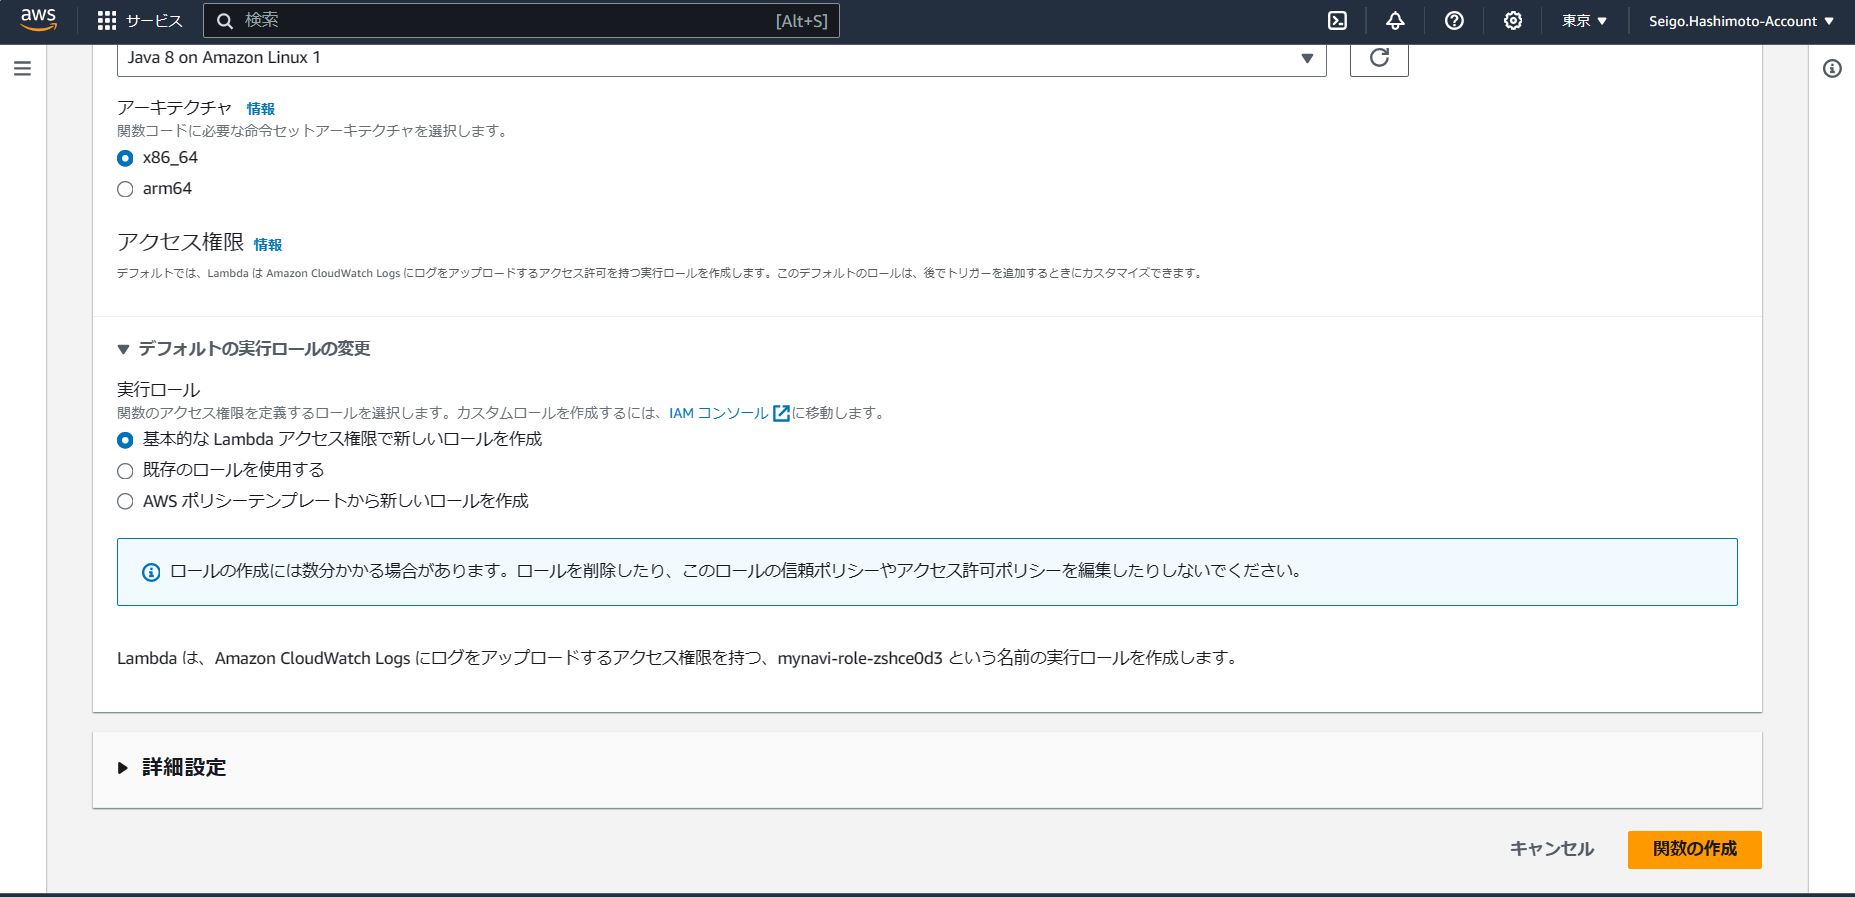 aws サービス 検索 [Alt+S] 東京 Seigo.Hashimoto-Account
Java 8 on Amazon Linux 1
アーキテクチャ 情報
関数コードに必要な命令セットアーキテクチャを選択します。
x86_64
arm64
アクセス権限 情報
デフォルトでは、Lambda は Amazon CloudWatch Logs にログをアップロードするアクセス許可を持つ実行ロールを作成します。このデフォルトのロールは、後でトリガーを追加するときにカスタマイズできます。
デフォルトの実行ロールの変更
実行ロール
関数のアクセス権限を定義するロールを選択します。カスタムロールを作成するには、IAM コンソール に移動します。
基本的な Lambda アクセス権限で新しいロールを作成
既存のロールを使用する
AWS ポリシーテンプレートから新しいロールを作成
ロールの作成には数分かかる場合があります。ロールを削除したり、このロールの信頼ポリシーやアクセス許可ポリシーを編集したりしないでください。
Lambda は、Amazon CloudWatch Logs にログをアップロードするアクセス権限を持つ、mynavi-role-zshce0d3 という名前の実行ロールを作成します。
詳細設定
キャンセル 関数の作成